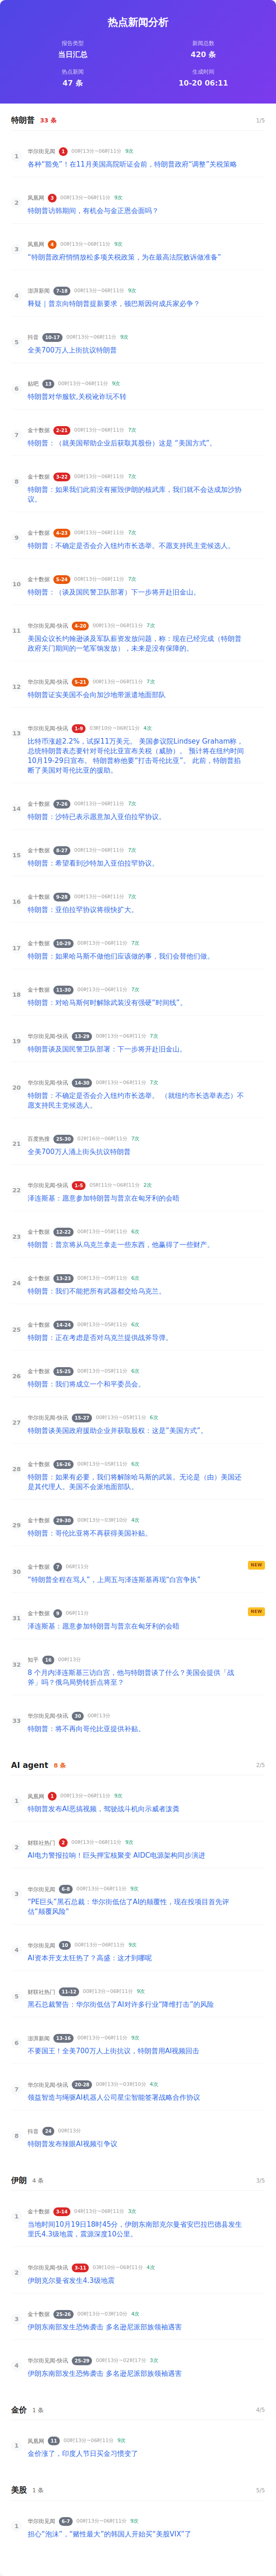 热点新闻分析
报告类型
当日汇总
新闻总数
420 条
热点新闻
47 条
生成时间
10-20 06:11
特朗普 33 条 1/5
1
华尔街见闻 1 00时13分~06时11分 9次
各种“豁免”！在11月美国高院听证会前，特朗普政府“调整”关税策略
2
凤凰网 3 00时13分~06时11分 9次
特朗普访韩期间，有机会与金正恩会面吗？
3
凤凰网 4 00时13分~06时11分 9次
“特朗普政府悄悄放松多项关税政策，为在最高法院败诉做准备”
4
澎湃新闻 7-18 00时13分~06时11分 9次
释疑｜普京向特朗普提新要求，顿巴斯因何成兵家必争？
5
抖音 10-17 00时13分~06时11分 9次
全美700万人上街抗议特朗普
6
贴吧 13 00时13分~06时11分 9次
特朗普对华服软,关税讹诈玩不转
7
金十数据 2-21 00时13分~06时11分 7次
特朗普：（就美国帮助企业后获取其股份）这是 “美国方式”。
8
金十数据 3-22 00时13分~06时11分 7次
特朗普：如果我们此前没有摧毁伊朗的核武库，我们就不会达成加沙协
议。
9
金十数据 4-23 00时13分~06时11分 7次
特朗普：不确定是否会介入纽约市长选举。不愿支持民主党候选人。
10
金十数据 5-24 00时13分~06时11分 7次
特朗普：（谈及国民警卫队部署）下一步将开赴旧金山。
11
华尔街见闻-快讯 4-20 00时13分~06时11分 7次
美国众议长约翰逊谈及军队薪资发放问题，称：现在已经完成（特朗普
政府关门期间的一笔军饷发放），未来是没有保障的。
12
华尔街见闻-快讯 5-21 00时13分~06时11分 7次
特朗普证实美国不会向加沙地带派遣地面部队
13
华尔街见闻-快讯 1-9 03时10分~06时11分 4次
比特币涨超2.2%，试探11万美元。 美国参议院Lindsey Graham称，
总统特朗普表态要针对哥伦比亚宣布关税（威胁）。 预计将在纽约时间
10月19-29日宣布。 特朗普称他要“打击哥伦比亚”。 此前，特朗普掐
断了美国对哥伦比亚的援助。
14
金十数据 7-26 00时13分~06时11分 7次
特朗普：沙特已表示愿意加入亚伯拉罕协议。
15
金十数据 8-27 00时13分~06时11分 7次
特朗普：希望看到沙特加入亚伯拉罕协议。
16
金十数据 9-28 00时13分~06时11分 7次
特朗普：亚伯拉罕协议将很快扩大。
17
金十数据 10-29 00时13分~06时11分 7次
特朗普：如果哈马斯不做他们应该做的事，我们会替他们做。
18
金十数据 11-30 00时13分~06时11分 7次
特朗普：对哈马斯何时解除武装没有强硬“时间线”。
19
华尔街见闻-快讯 13-29 00时13分~06时11分 7次
特朗普谈及国民警卫队部署：下一步将开赴旧金山。
20
华尔街见闻-快讯 14-30 00时13分~06时11分 7次
特朗普：不确定是否会介入纽约市长选举。 （就纽约市长选举表态）不
愿支持民主党候选人。
21
百度热搜 25-30 02时16分~06时11分 7次
全美700万人涌上街头抗议特朗普
22
华尔街见闻-快讯 1-5 05时11分~06时11分 2次
泽连斯基：愿意参加特朗普与普京在匈牙利的会晤
23
金十数据 12-22 00时13分~05时11分 6次
特朗普：普京将从乌克兰拿走一些东西，他赢得了一些财产。
24
金十数据 13-23 00时13分~05时11分 6次
特朗普：我们不能把所有武器都交给乌克兰。
25
金十数据 14-24 00时13分~05时11分 6次
特朗普：正在考虑是否对乌克兰提供战斧导弹。
26
金十数据 15-25 00时13分~05时11分 6次
特朗普：我们将成立一个和平委员会。
27
华尔街见闻-快讯 15-27 00时13分~05时11分 6次
特朗普谈美国政府援助企业并获取股权：这是“美国方式”。
28
金十数据 16-26 00时13分~05时11分 6次
特朗普：如果有必要，我们将解除哈马斯的武装。无论是（由）美国还
是其代理人。美国不会派地面部队。
29
金十数据 29-30 00时13分~03时10分 4次
特朗普：哥伦比亚将不再获得美国补贴。
30
金十数据 7 06时11分 NEW
“特朗普全程在骂人”，上周五与泽连斯基再现“白宫争执”
31
金十数据 9 06时11分 NEW
泽连斯基：愿意参加特朗普与普京在匈牙利的会晤
32
知乎 16 00时13分
8 个月内泽连斯基三访白宫，他与特朗普谈了什么？美国会提供「战
斧」吗？俄乌局势转折点将至？
33
华尔街见闻-快讯 30 00时13分
特朗普：将不再向哥伦比亚提供补贴。
AI agent 8 条 2/5
1
凤凰网 1 00时13分~06时11分 9次
特朗普发布AI恶搞视频，驾驶战斗机向示威者泼粪
2
财联社热门 2 00时13分~06时11分 9次
AI电力警报拉响！巨头押宝核聚变 AIDC电源架构同步演进
3
华尔街见闻 6-8 00时13分~06时11分 9次
“PE巨头”黑石总裁：华尔街低估了AI的颠覆性，现在投项目首先评
估“颠覆风险”
4
华尔街见闻 10 00时13分~06时11分 9次
AI资本开支太狂热了？高盛：这才到哪呢
5
财联社热门 11-12 00时13分~06时11分 9次
黑石总裁警告：华尔街低估了AI对许多行业“降维打击”的风险
6
澎湃新闻 13-16 00时13分~06时11分 9次
不要国王！全美700万人上街抗议，特朗普用AI视频回击
7
华尔街见闻-快讯 20-28 00时13分~03时10分 4次
领益智造与绳驱AI机器人公司星尘智能签署战略合作协议
8
抖音 24 00时13分
特朗普发布辣眼AI视频引争议
伊朗 4 条 3/5
1
金十数据 3-14 04时13分~06时11分 3次
当地时间10月19日18时45分，伊朗东南部克尔曼省安巴拉巴德县发生
里氏4.3级地震，震源深度10公里。
2
华尔街见闻-快讯 3-11 03时10分~06时11分 4次
伊朗克尔曼省发生4.3级地震
3
金十数据 25-26 00时13分~03时10分 4次
伊朗东南部发生恐怖袭击 多名逊尼派部族领袖遇害
4
华尔街见闻-快讯 25-29 00时13分~02时17分 3次
伊朗东南部发生恐怖袭击 多名逊尼派部族领袖遇害
金价 1 条 4/5
1
凤凰网 11 00时13分~06时11分 9次
金价涨了，印度人节日买金习惯变了
美股 1 条 5/5
1
华尔街见闻 6-7 00时13分~06时11分 9次
担心“泡沫”，“赌性最大”的韩国人开始买“美股VIX”了